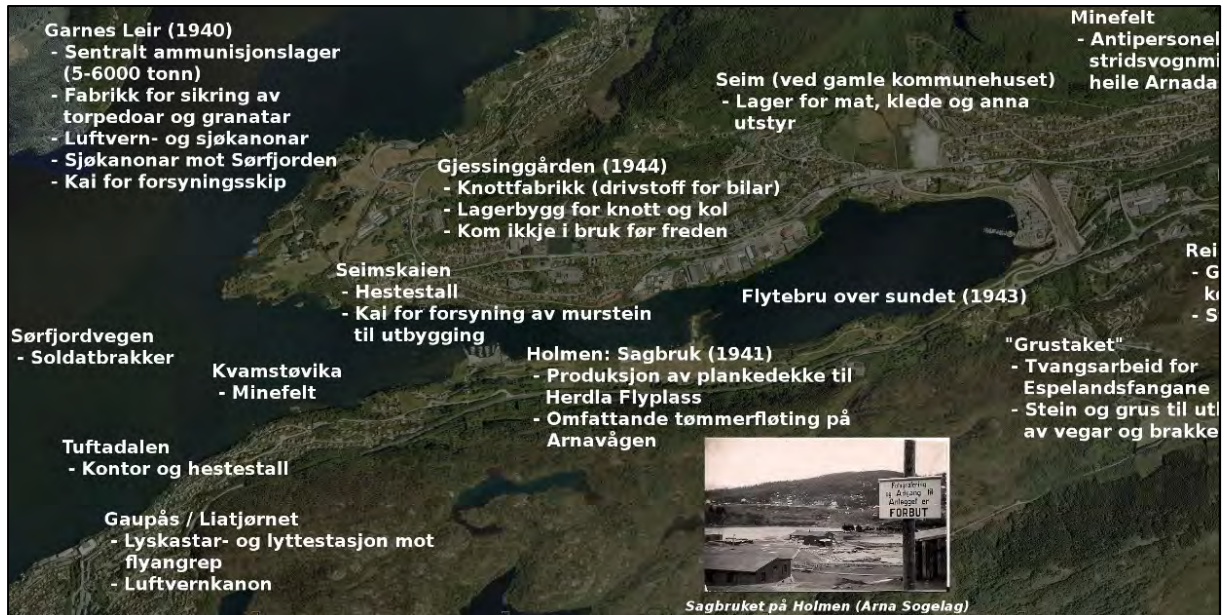 Garnes Leir (1940)
- Sentralt ammunisjonslager
(5-6000 tonn)
- Fabrikk for sikring av
torpedoar og granatar
- Luftvern- og sjøkanonar
- Sjøkanonar mot Sørfjorden
- Kai for forsyningsskip
Minefelt
- Antipersonel
stridsvognmi
heile Arnada
Seim (ved gamle kommunehuset)
- Lager for mat, klede og anna
utstyr
Gjessinggården (1944)
- Knottfabrikk (drivstoff for bilar)
- Lagerbygg for knott og kol
- Kom ikkje i bruk før freden
Seimskaien
- Hestestall
- Kai for forsyning av murstein
til utbygging
Flytebru over sundet (1943)
Rei
- G
k
- S
Sørfjordvegen
- Soldatbrakker
Kvamstøvika
- Minefelt
Holmen: Sagbruk (1941)
- Produksjon av plankedekke til
Herdla Flyplass
- Omfattande tømmerfløting på
Arnavågen
"Grustaket"
- Tvangsarbeid for
Espelandsfangane
- Stein og grus til utl
av vegar og brakke
Tuftadalen
- Kontor og hestestall
Gaupås / Liatjørnet
- Lyskastar- og lyttestasjon mot
flyangrep
- Luftvernkanon
og Adgang til
Anlegget er
FORBUT
Sagbruket på Holmen (Arna Sogelag)